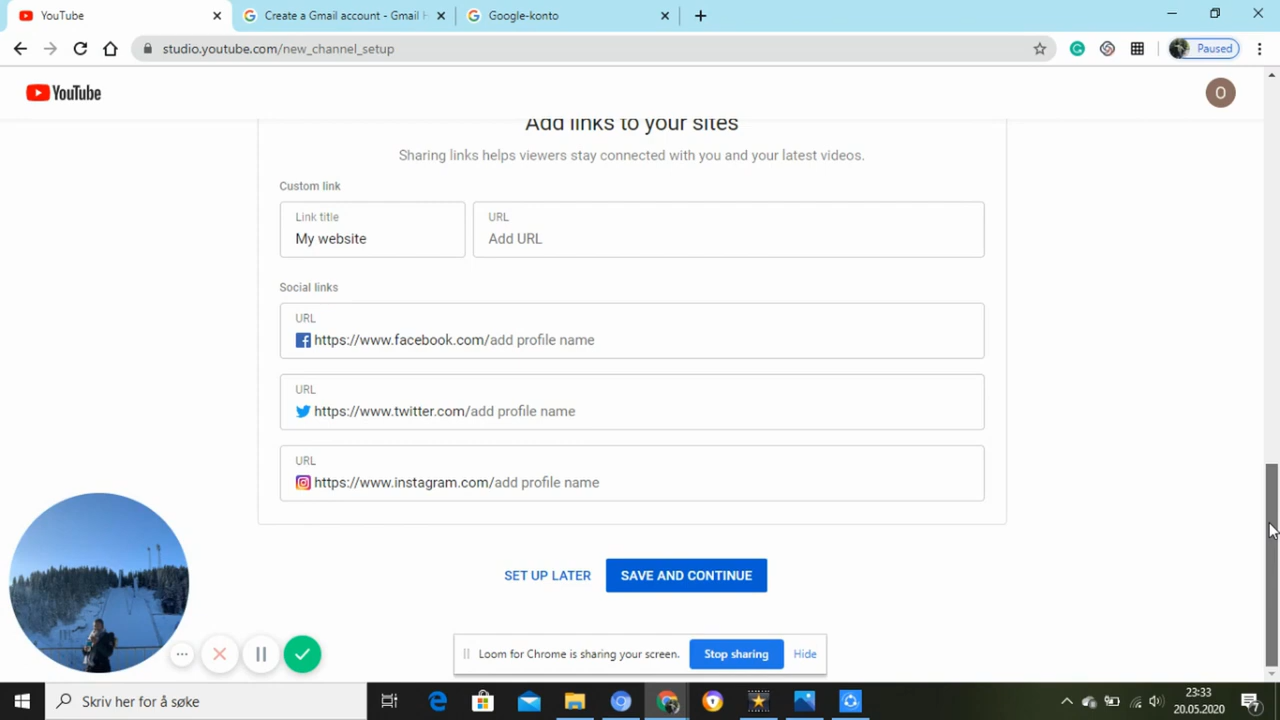 YouTube
Create a Gmail account - Gmail H
Google-konto
studio.youtube.com/new_channel_setup
Paused
YouTube
O
Add links to your sites
Sharing links helps viewers stay connected with you and your latest videos.
Custom link
Link title
URL
My website
Add URL
Social links
URL
https://www.facebook.com/add profile name
URL
https://www.twitter.com/add profile name
URL
https://www.instagram.com/add profile name
SET UP LATER
SAVE AND CONTINUE
Loom for Chrome is sharing your screen.
Stop sharing
Hide
Skriv her for å søke
23:33
20.05.2020
7